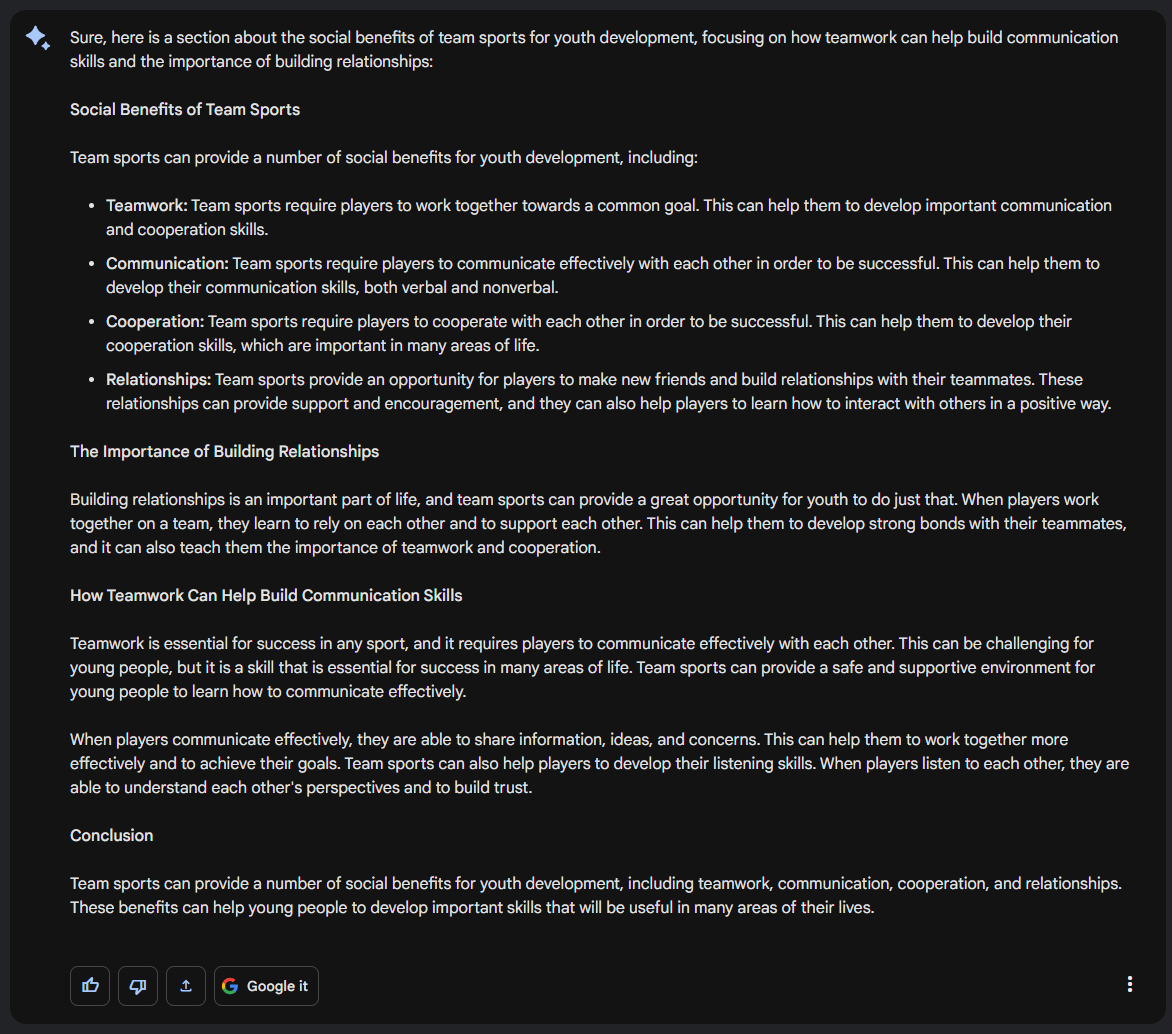 Sure, here is a section about the social benefits of team sports for youth development, focusing on how teamwork can help build communication
skills and the importance of building relationships:
Social Benefits of Team Sports
Team sports can provide a number of social benefits for youth development, including:
• Teamwork: Team sports require players to work together towards a common goal. This can help them to develop important communication
and cooperation skills.
• Communication: Team sports require players to communicate effectively with each other in order to be successful. This can help them to
develop their communication skills, both verbal and nonverbal.
• Cooperation: Team sports require players to cooperate with each other in order to be successful. This can help them to develop their
cooperation skills, which are important in many areas of life.
• Relationships: Team sports provide an opportunity for players to make new friends and build relationships with their teammates. These
relationships can provide support and encouragement, and they can also help players to learn how to interact with others in a positive way.
The Importance of Building Relationships
Building relationships is an important part of life, and team sports can provide a great opportunity for youth to do just that. When players work
together on a team, they learn to rely on each other and to support each other. This can help them to develop strong bonds with their teammates,
and it can also teach them the importance of teamwork and cooperation.
How Teamwork Can Help Build Communication Skills
Teamwork is essential for success in any sport, and it requires players to communicate effectively with each other. This can be challenging for
young people, but it is a skill that is essential for success in many areas of life. Team sports can provide a safe and supportive environment for
young people to learn how to communicate effectively.
When players communicate effectively, they are able to share information, ideas, and concerns. This can help them to work together more
effectively and to achieve their goals. Team sports can also help players to develop their listening skills. When players listen to each other, they are
able to understand each other's perspectives and to build trust.
Conclusion
Team sports can provide a number of social benefits for youth development, including teamwork, communication, cooperation, and relationships.
These benefits can help young people to develop important skills that will be useful in many areas of their lives.
Google it